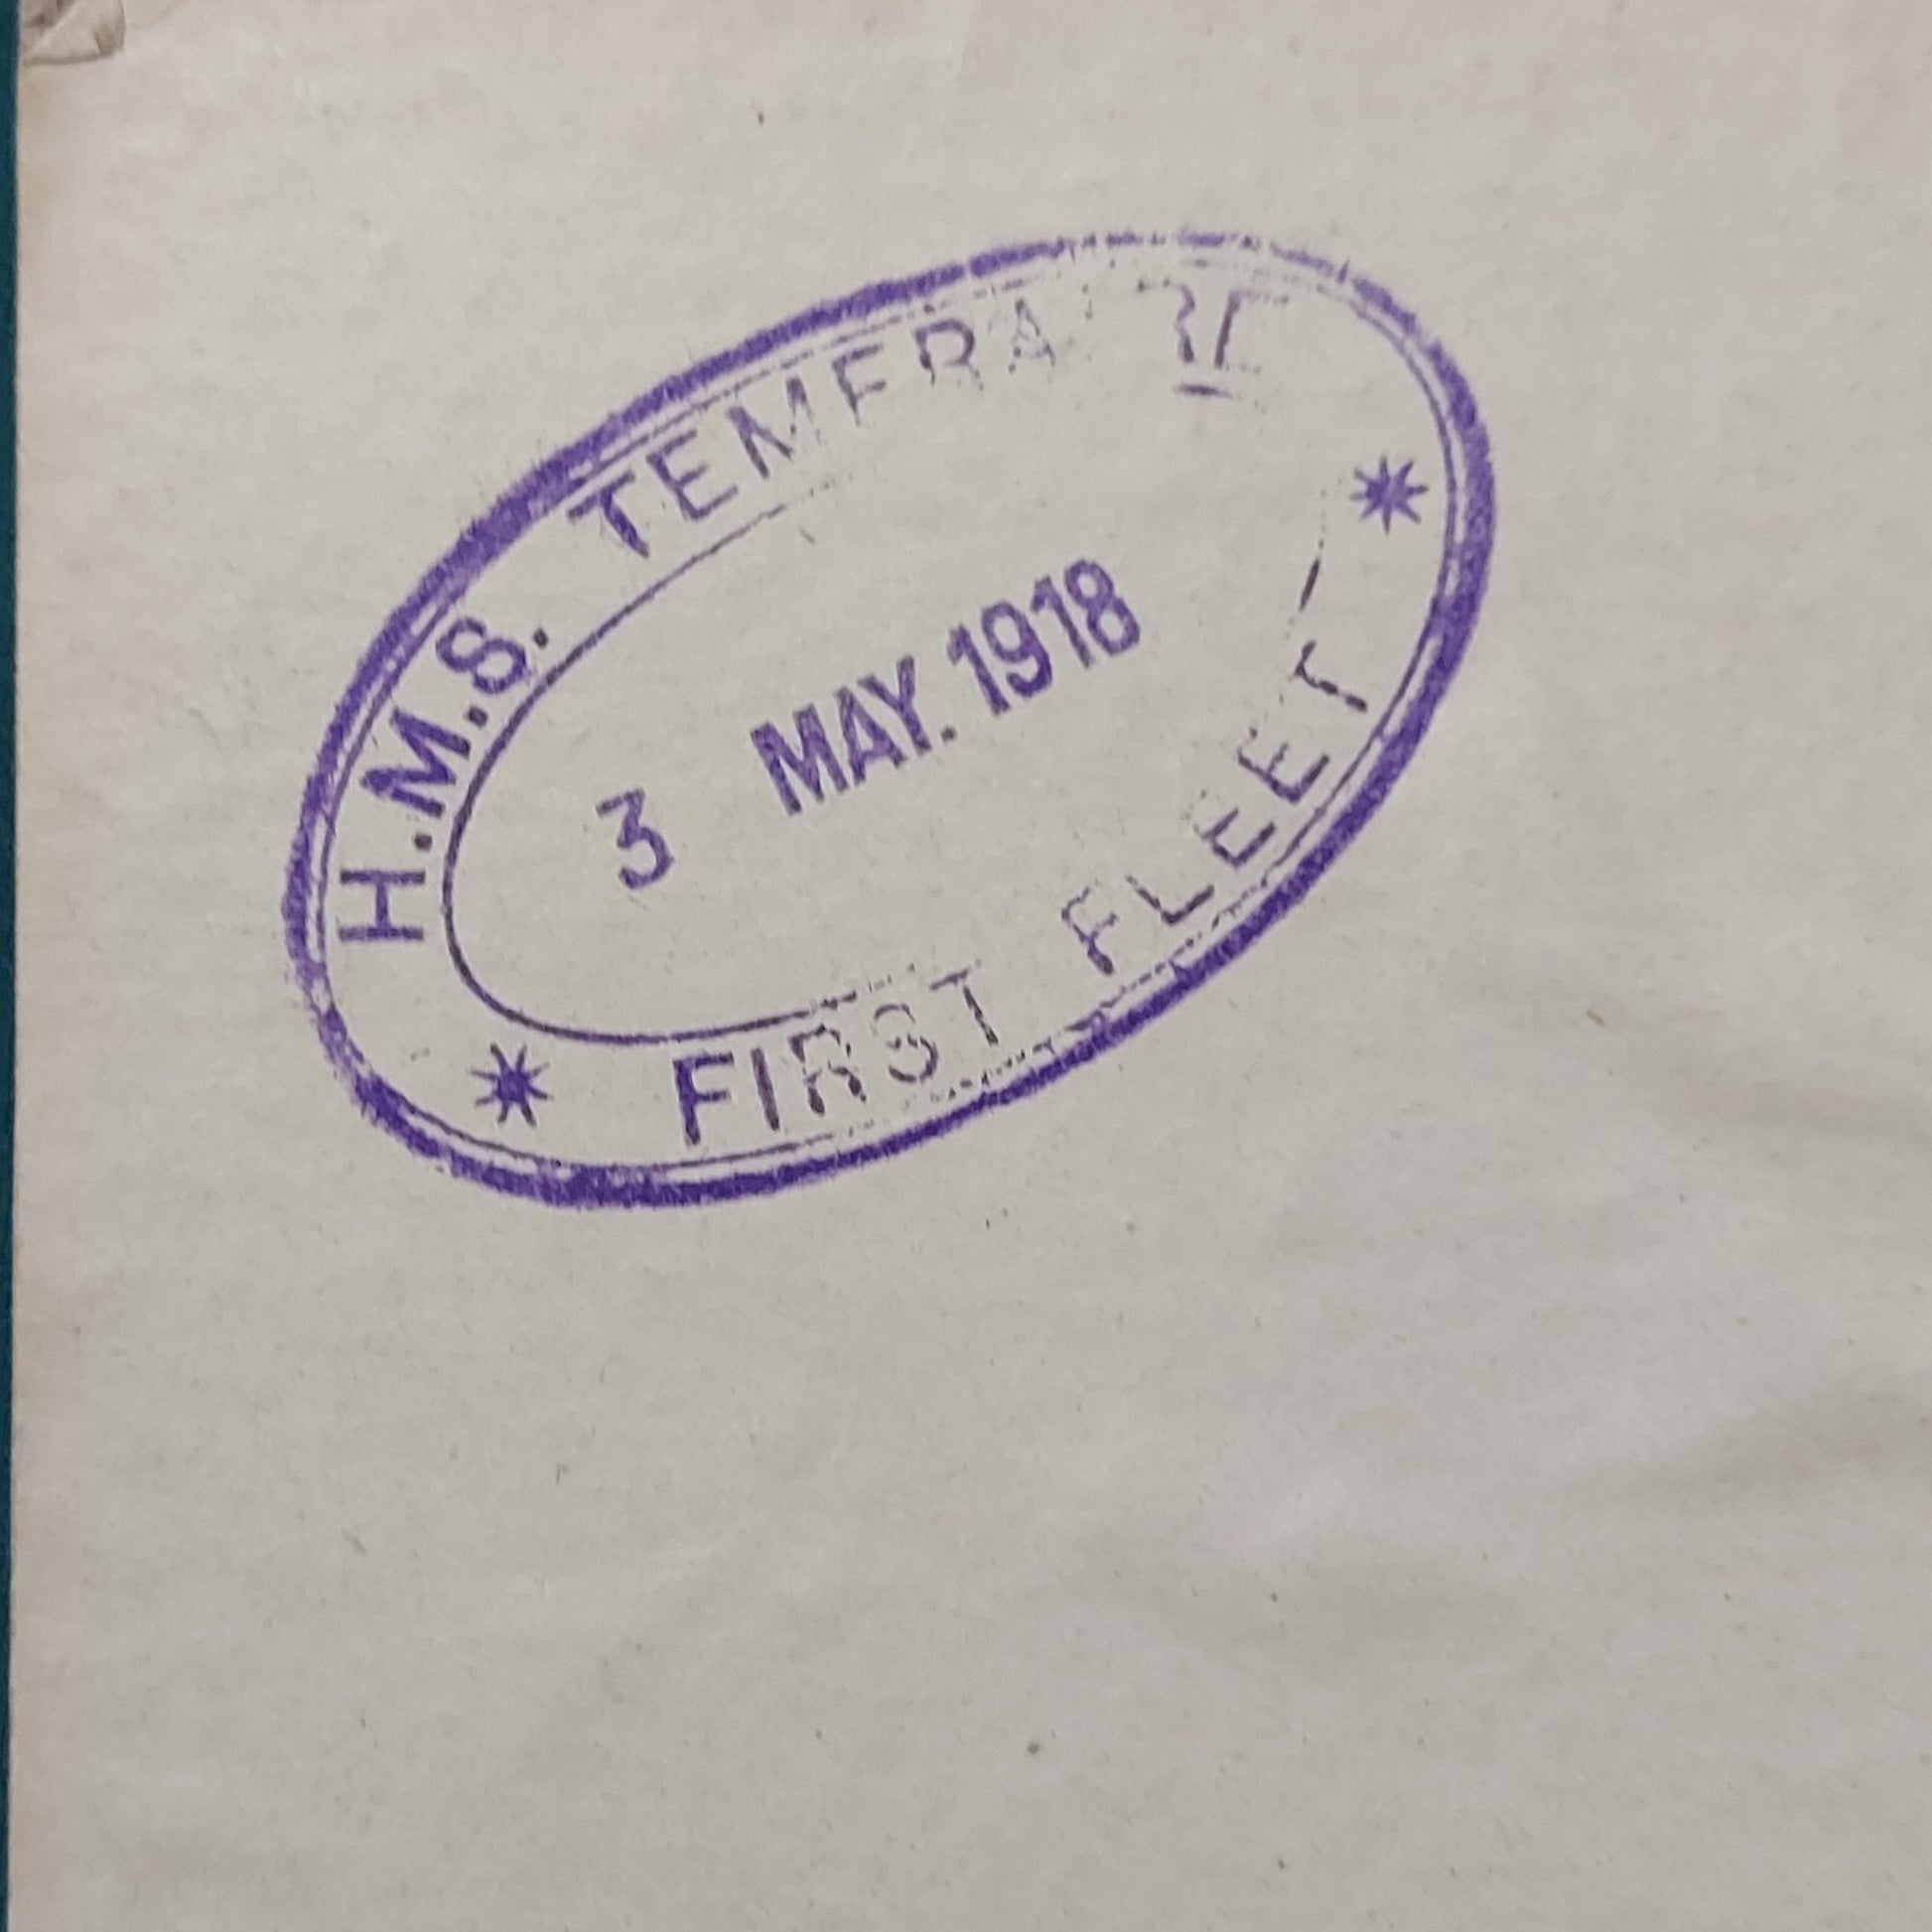 H.M.S. TEMERAIRE
3 MAY. 1918
FIRST FLEET